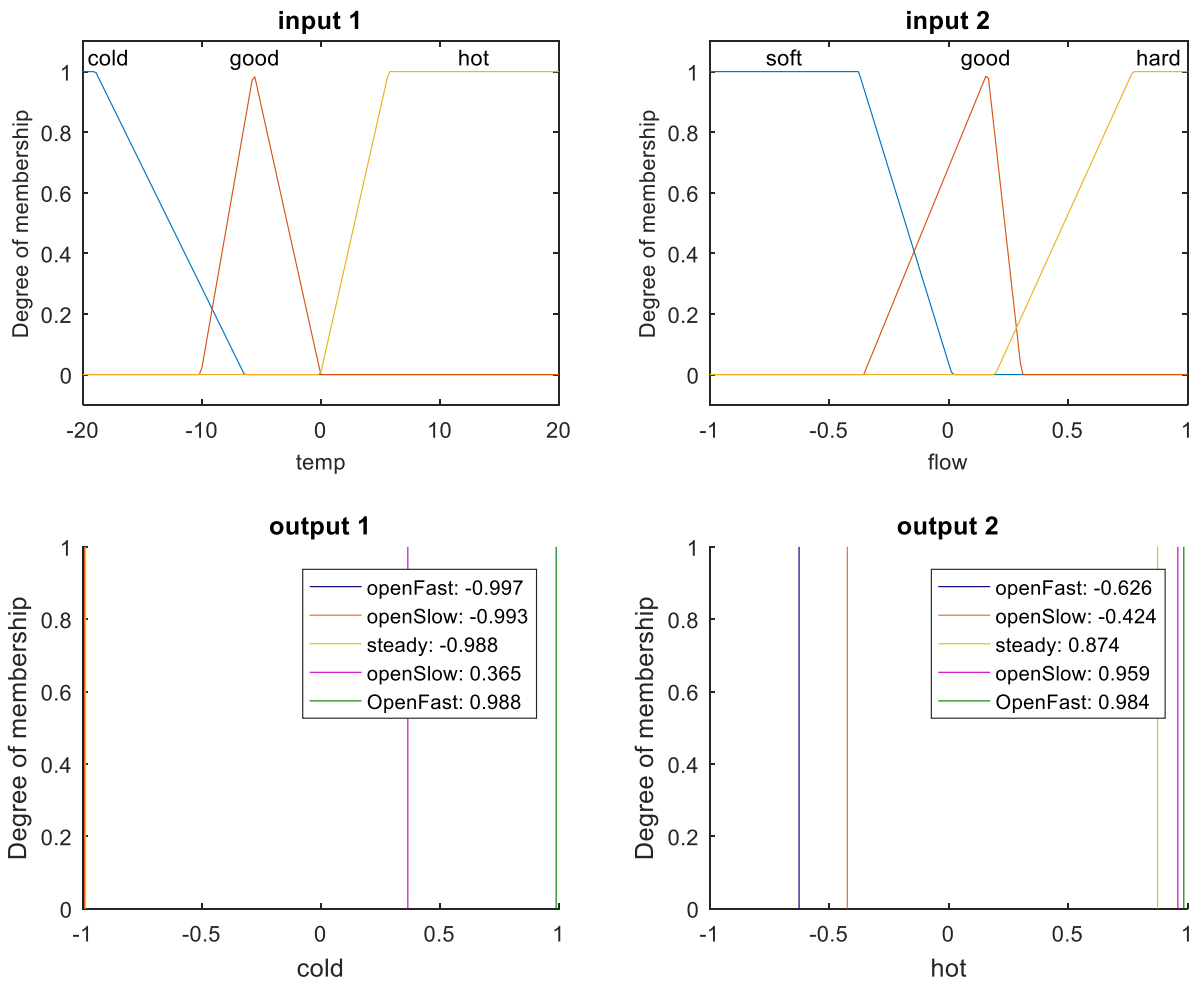 input 1
cold good hot
Degree of membership
1
0.8
0.6
0.4
0.2
0
-20 -10 0 10 20
temp
input 2
soft good hard
Degree of membership
1
0.8
0.6
0.4
0.2
0
-1 -0.5 0 0.5 1
flow
output 1
Degree of membership
1
0.8
0.6
0.4
0.2
0
openFast: -0.997
openSlow: -0.993
steady: -0.988
openSlow: 0.365
OpenFast: 0.988
-1 -0.5 0 0.5 1
cold
output 2
Degree of membership
1
0.8
0.6
0.4
0.2
0
openFast: -0.626
openSlow: -0.424
steady: 0.874
openSlow: 0.959
OpenFast: 0.984
-1 -0.5 0 0.5 1
hot